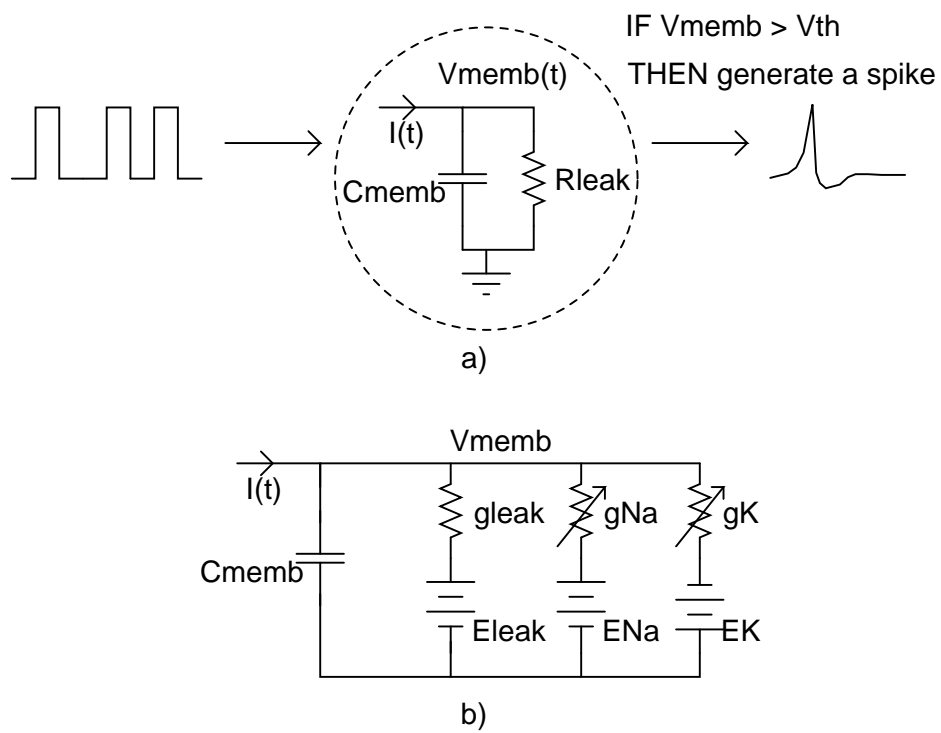 IF Vmemb > Vth
THEN generate a spike
Vmemb(t)
I(t)
Cmemb
Rleak
a)
Vmemb
I(t)
gleak
gNa
gK
Cmemb
Eleak
ENa
EK
b)